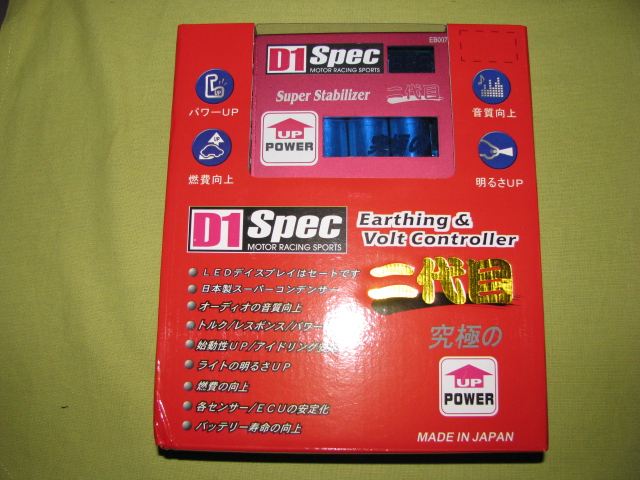 D1 Spec
MOTOR RACING SPORTS
EB007
Super Stabilizer 二代目
UP
POWER
パワーUP
音質向上
燃費向上
明るさUP
D1 Spec
MOTOR RACING SPORTS
Earthing &
Volt Controller
二代目
LEDディスプレイはセートです
日本製スーパーコンデンサー
オーディオの音質向上
トルク/レスポンス/パワー
始動性UP/アイドリング
ライトの明るさUP
燃費の向上
各センサー/ECUの安定化
バッテリー寿命の向上
究極の
UP
POWER
MADE IN JAPAN